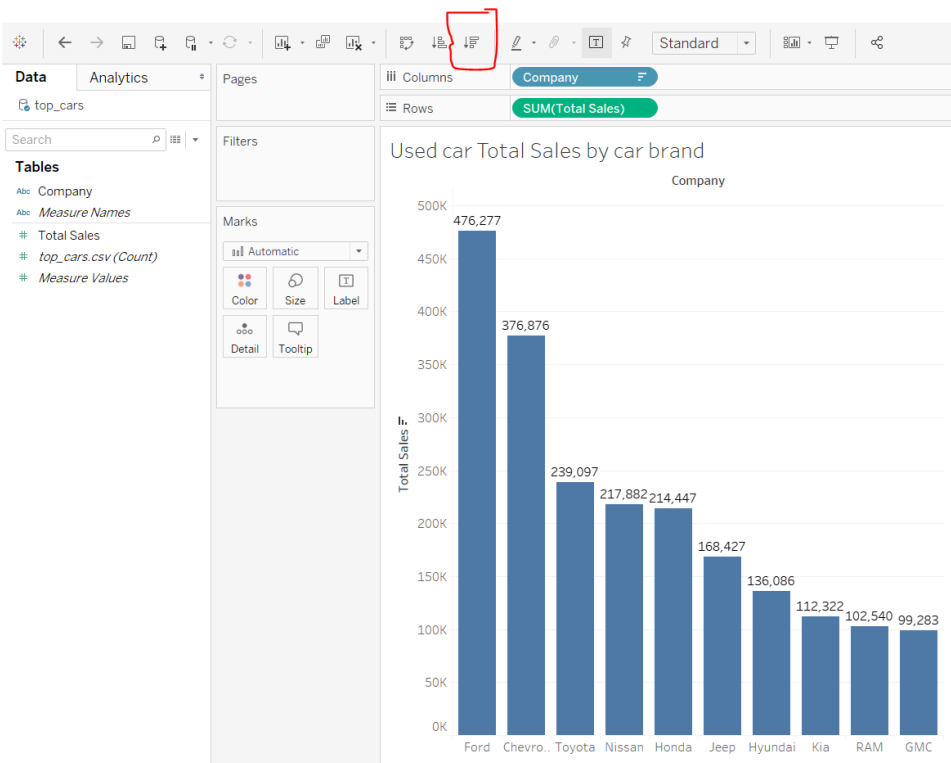 Standard
Data
Analytics
top_cars
Search
Tables
Abc Company
Abc Measure Names
# Total Sales
# top_cars.csv (Count)
# Measure Values
Pages
Filters
Marks
Automatic
Color
Size
T
Label
Detail
Tooltip
iii Columns
Company
Rows
SUM(Total Sales)
Used car Total Sales by car brand
Company
Total Sales
500K
450K
400K
350K
300K
250K
200K
150K
100K
50K
0K
476,277
376,876
239,097
217,882
214,447
168,427
136,086
112,322
102,540
99,283
Ford
Chevro..
Toyota
Nissan
Honda
Jeep
Hyundai
Kia
RAM
GMC